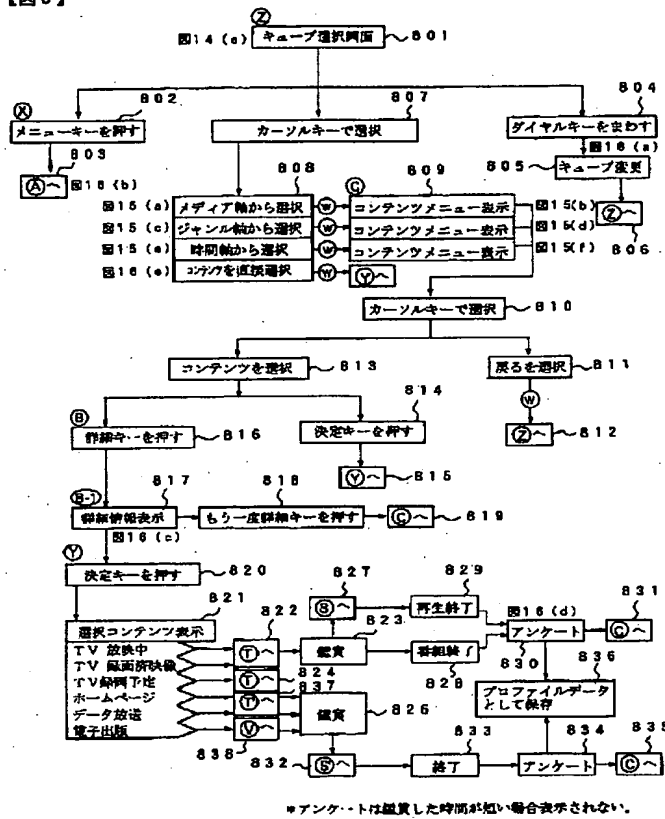 Ⓩ
図14(a) キューブ選択画面 801
Ⓧ 802 807 804
メニューキーを押す カーソルキーで選択 ダイヤルキーをまわす
803 図16(a)
Ⓐへ 図16(b) 805 キューブ変更
808 Ⓒ 809
図15(a) メディア軸から選択 Ⓦ コンテンツメニュー表示 図15(b)
図15(c) ジャンル軸から選択 Ⓦ コンテンツメニュー表示 図15(d) Ⓩへ
図15(e) 時間軸から選択 Ⓦ コンテンツメニュー表示 図15(f) 806
図16(e) コンテンツを直接選択 Ⓦ Ⓨへ
カーソルキーで選択 810
コンテンツを選択 813 戻るを選択 811
814 Ⓦ
Ⓑ
詳細キーを押す 816 決定キーを押す Ⓩへ 812
Ⓨへ 815
817 818
詳細情報表示 もう一度詳細キーを押す Ⓒへ 819
図16(c)
Ⓨ
決定キーを押す 820
827 829
821 822 Ⓢへ 再生終了 831
選択コンテンツ表示 823 図16(d) Ⓒへ
TV放映中 Ⓣへ 鑑賞 番組終了 アンケート
TV録画済映像 824 828 830 836
TV録画予定 Ⓣへ 837 プロファイルデータ
ホームページ Ⓣへ 鑑賞 826 として保存
データ放送
電子出版 Ⓥへ 833 834 835
838 832 Ⓢへ 終了 アンケート Ⓒへ
*アンケートは鑑賞した時間が短い場合表示されない。